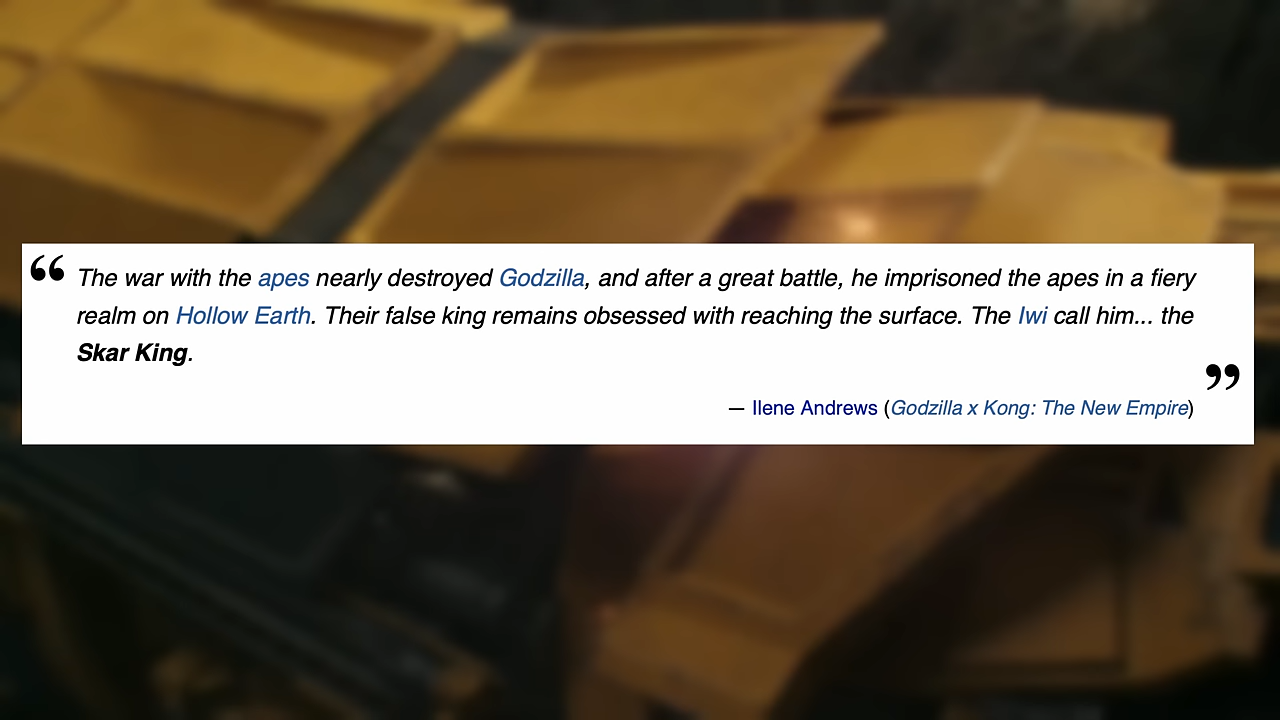 “ The war with the apes nearly destroyed Godzilla, and after a great battle, he imprisoned the apes in a fiery
realm on Hollow Earth. Their false king remains obsessed with reaching the surface. The Iwi call him... the
Skar King.
”
— Ilene Andrews (Godzilla x Kong: The New Empire)